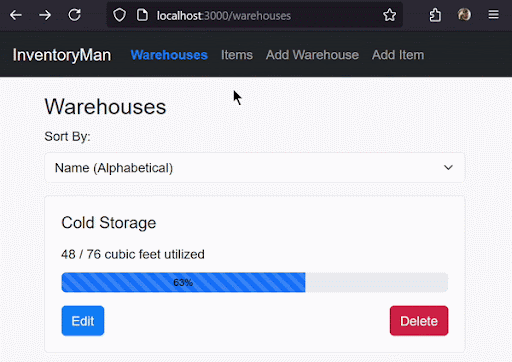 localhost:3000/warehouses
InventoryMan Warehouses Items Add Warehouse Add Item
Warehouses
Sort By:
Name (Alphabetical)
Cold Storage
48 / 76 cubic feet utilized
63%
Edit Delete